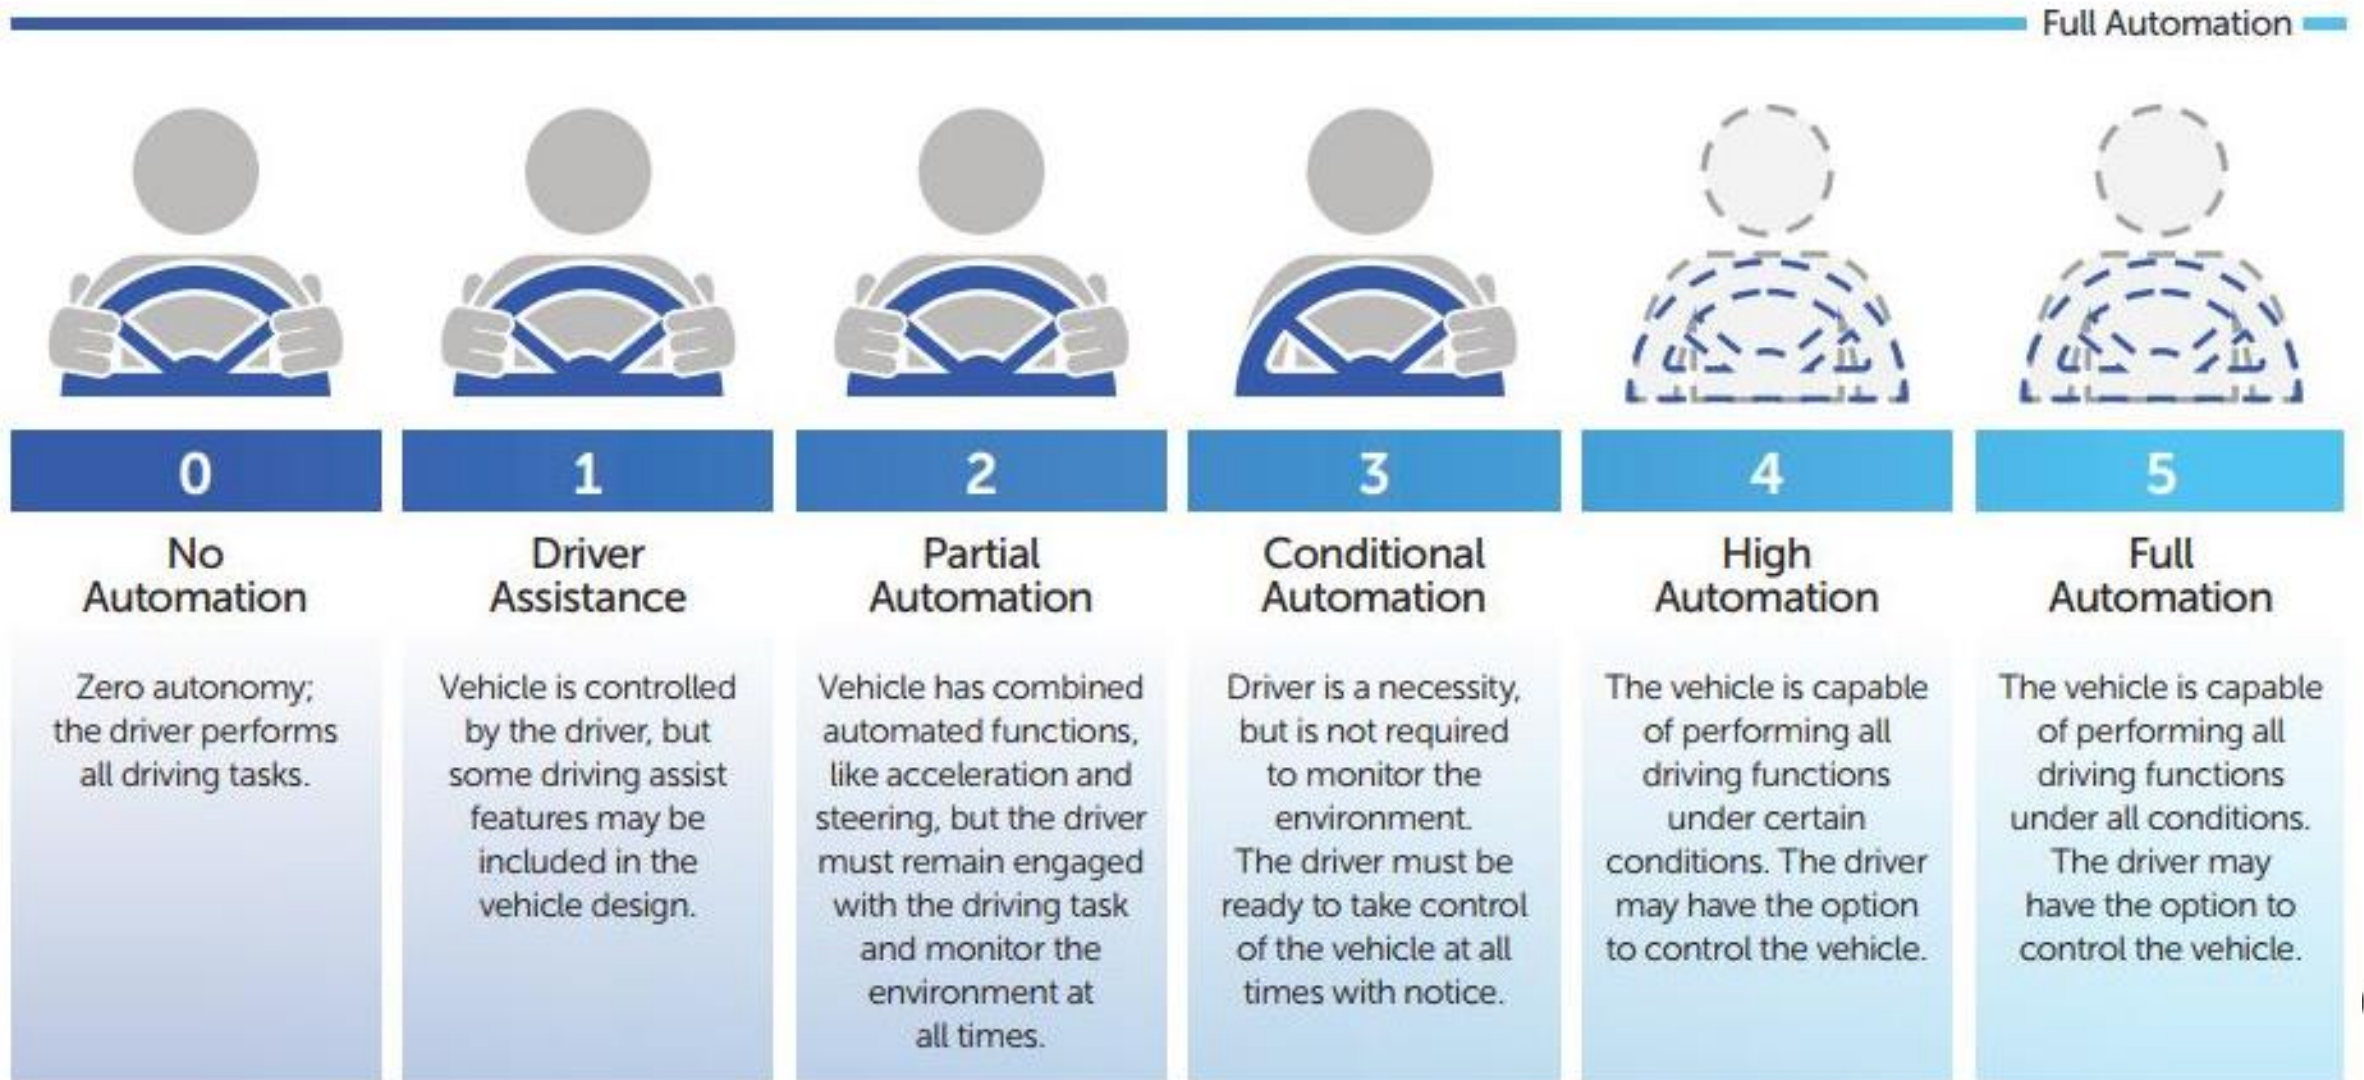 Full Automation
0
No
Automation
Zero autonomy;
the driver performs
all driving tasks.
1
Driver
Assistance
Vehicle is controlled
by the driver, but
some driving assist
features may be
included in the
vehicle design.
2
Partial
Automation
Vehicle has combined
automated functions,
like acceleration and
steering, but the driver
must remain engaged
with the driving task
and monitor the
environment at
all times.
3
Conditional
Automation
Driver is a necessity,
but is not required
to monitor the
environment.
The driver must be
ready to take control
of the vehicle at all
times with notice.
4
High
Automation
The vehicle is capable
of performing all
driving functions
under certain
conditions. The driver
may have the option
to control the vehicle.
5
Full
Automation
The vehicle is capable
of performing all
driving functions
under all conditions.
The driver may
have the option to
control the vehicle.